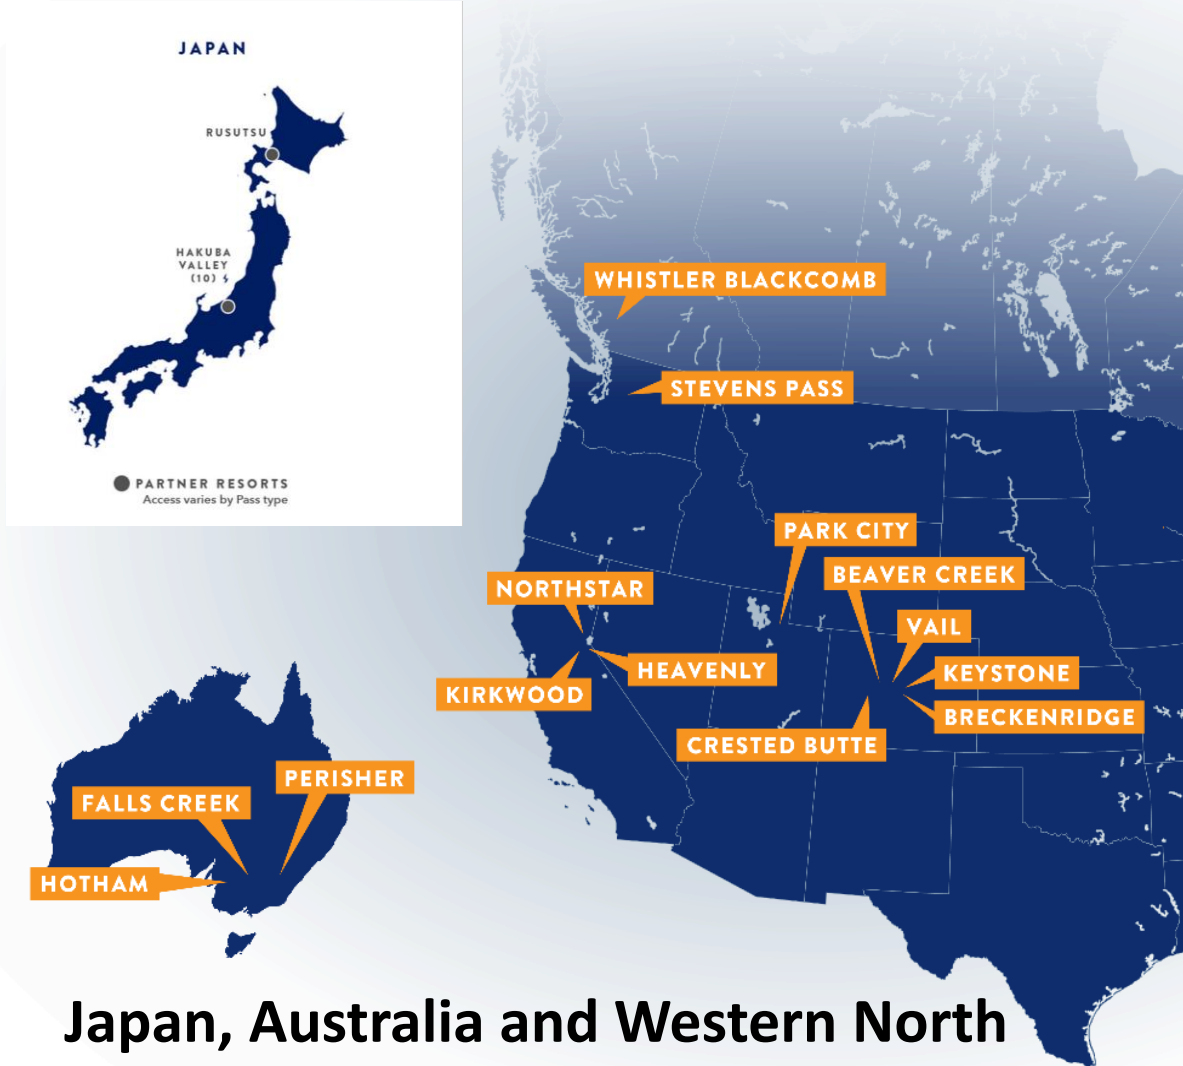 JAPAN
RUSUTSU
HAKUBA
VALLEY
(10)
PARTNER RESORTS
Access varies by Pass type
WHISTLER BLACKCOMB
STEVENS PASS
PARK CITY
BEAVER CREEK
NORTHSTAR
VAIL
HEAVENLY
KEYSTONE
KIRKWOOD
BRECKENRIDGE
CRESTED BUTTE
PERISHER
FALLS CREEK
HOTHAM
Japan, Australia and Western North